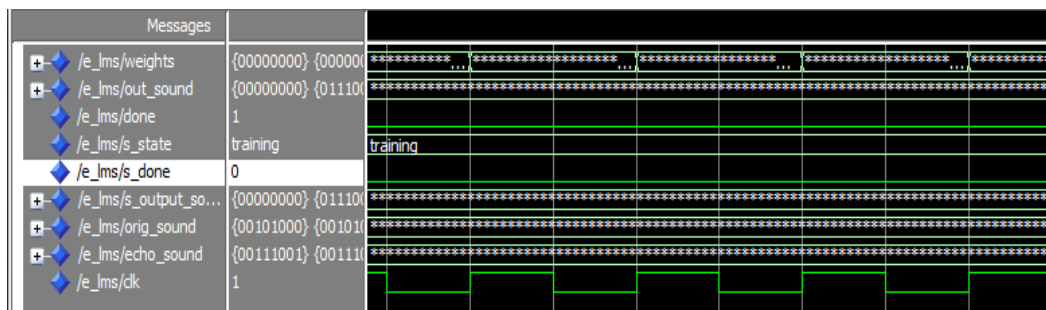 Messages
/e_lms/weights {00000000} {000000
/e_lms/out_sound {00000000} {01110
/e_lms/done 1
/e_lms/s_state training training
/e_lms/s_done 0
/e_lms/s_output_so... {00000000} {01110
/e_lms/orig_sound {00101000} {00101
/e_lms/echo_sound {00111001} {00111
/e_lms/clk 1